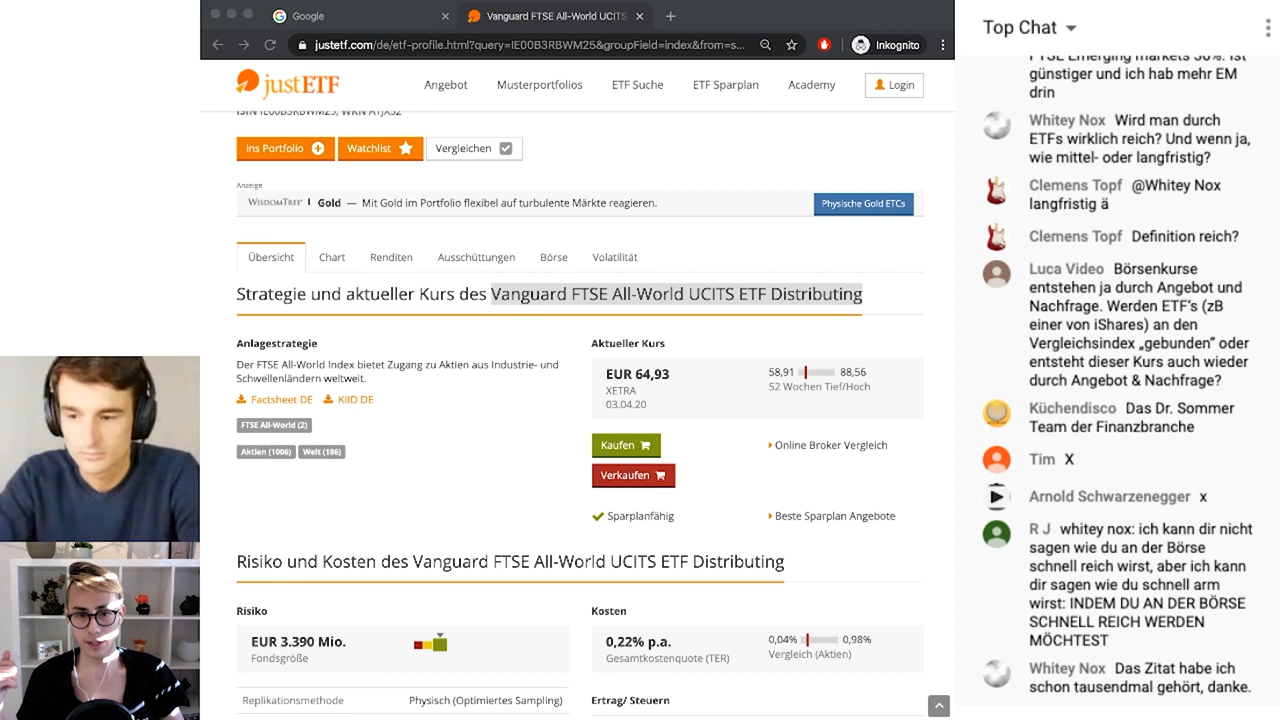 Google
Vanguard FTSE All-World UCITS
justetf.com/de/etf-profile.html?query=IE00B3RBWM25&groupField=index&from=s...
Inkognito
justETF
Angebot
Musterportfolios
ETF Suche
ETF Sparplan
Academy
Login
ISIN IE00B3RBWM25, WKN A1JX52
Ins Portfolio
Watchlist
Vergleichen
Anzeige
WISDOMTREE
Gold — Mit Gold im Portfolio flexibel auf turbulente Märkte reagieren.
Physische Gold ETCs
Übersicht
Chart
Renditen
Ausschüttungen
Börse
Volatilität
Strategie und aktueller Kurs des Vanguard FTSE All-World UCITS ETF Distributing
Anlagestrategie
Der FTSE All-World Index bietet Zugang zu Aktien aus Industrie- und
Schwellenländern weltweit.
Factsheet DE
KIID DE
FTSE All-World (2)
Aktien (1006)
Welt (186)
Aktueller Kurs
EUR 64,93
XETRA
03.04.20
58,91
88,56
52 Wochen Tief/Hoch
Kaufen
Online Broker Vergleich
Verkaufen
Sparplanfähig
Beste Sparplan Angebote
Risiko und Kosten des Vanguard FTSE All-World UCITS ETF Distributing
Risiko
EUR 3.390 Mio.
Fondsgröße
Replikationsmethode
Physisch (Optimiertes Sampling)
Kosten
0,22% p.a.
Gesamtkostenquote (TER)
0,04%
0,98%
Vergleich (Aktien)
Ertrag/ Steuern
Top Chat
FTSE Emerging markets 30%. Ist
günstiger und ich hab mehr EM
drin
Whitey Nox Wird man durch
ETFs wirklich reich? Und wenn ja,
wie mittel- oder langfristig?
Clemens Topf @Whitey Nox
langfristig ä
Clemens Topf Definition reich?
Luca Video Börsenkurse
entstehen ja durch Angebot und
Nachfrage. Werden ETF's (zB
einer von iShares) an den
Vergleichsindex „gebunden" oder
entsteht dieser Kurs auch wieder
durch Angebot & Nachfrage?
Küchendisco Das Dr. Sommer
Team der Finanzbranche
Tim X
Arnold Schwarzenegger x
R J whitey nox: ich kann dir nicht
sagen wie du an der Börse
schnell reich wirst, aber ich kann
dir sagen wie du schnell arm
wirst: INDEM DU AN DER BÖRSE
SCHNELL REICH WERDEN
MÖCHTEST
Whitey Nox Das Zitat habe ich
schon tausendmal gehört, danke.